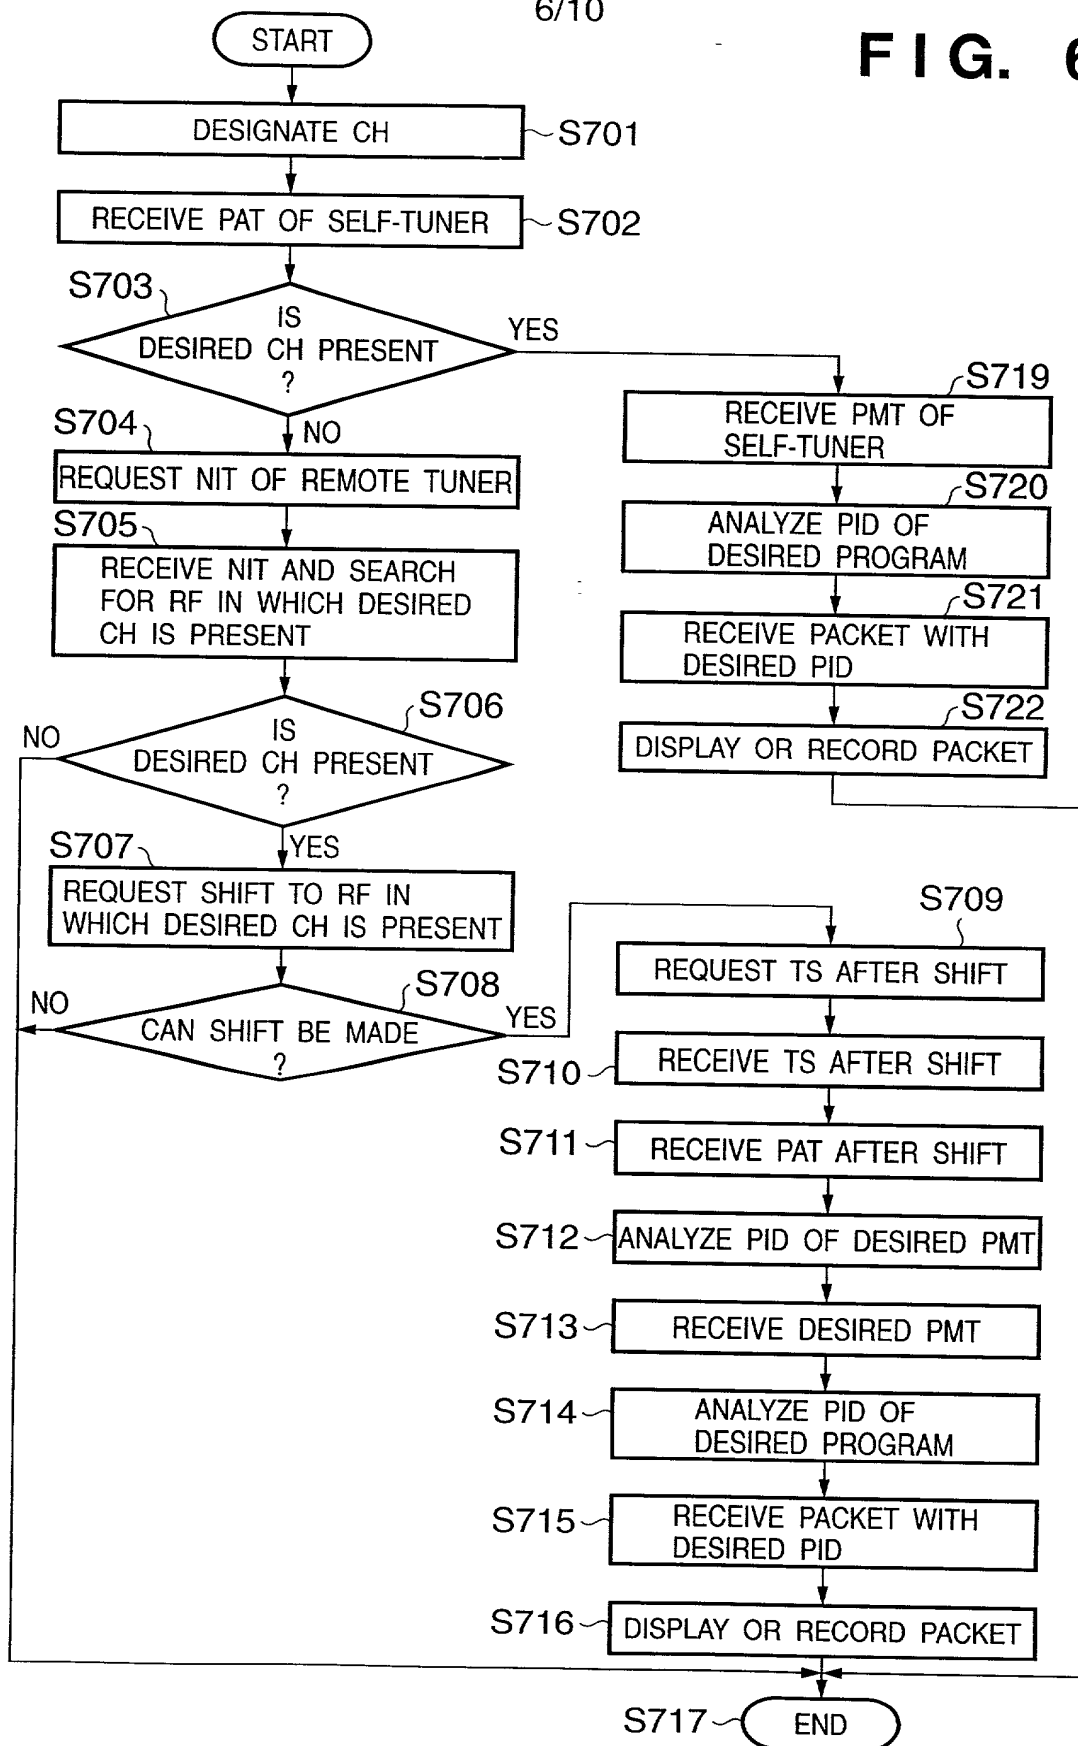 6/10
FIG. 6
START
DESIGNATE CH
S701
RECEIVE PAT OF SELF-TUNER
S702
S703
IS
DESIRED CH PRESENT
?
YES
NO
S704
REQUEST NIT OF REMOTE TUNER
S705
RECEIVE NIT AND SEARCH
FOR RF IN WHICH DESIRED
CH IS PRESENT
S706
IS
DESIRED CH PRESENT
?
NO
YES
S707
REQUEST SHIFT TO RF IN
WHICH DESIRED CH IS PRESENT
S708
CAN SHIFT BE MADE
?
NO
YES
S719
RECEIVE PMT OF
SELF-TUNER
S720
ANALYZE PID OF
DESIRED PROGRAM
S721
RECEIVE PACKET WITH
DESIRED PID
S722
DISPLAY OR RECORD PACKET
S709
REQUEST TS AFTER SHIFT
S710
RECEIVE TS AFTER SHIFT
S711
RECEIVE PAT AFTER SHIFT
S712
ANALYZE PID OF DESIRED PMT
S713
RECEIVE DESIRED PMT
S714
ANALYZE PID OF
DESIRED PROGRAM
S715
RECEIVE PACKET WITH
DESIRED PID
S716
DISPLAY OR RECORD PACKET
S717
END